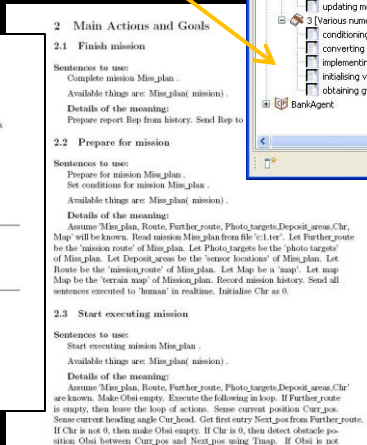 2 Main Actions and Goals
2.1 Finish mission
Sentences to use:
Complete mission Miss_plan .
Available things are: Miss_plan( mission) .
Details of the meaning:
Prepare report Rep from history. Send Rep to
2.2 Prepare for mission
Sentences to use:
Prepare for mission Miss_plan .
Set conditions for mission Miss_plan .
Available things are: Miss_plan( mission) .
Details of the meaning:
Assume 'Miss_plan, Route, Further_route, Photo_targets,Deposit_areas,Chr,
Map' will be known. Read mission Miss_plan from file 'c:1.ter'. Let Further_route
be the 'mission route' of Miss_plan. Let Photo_targets be the 'photo targets'
of Miss_plan. Let Deposit_areas be the 'sensor locations' of Miss_plan. Let
Route be the 'mission_route' of Miss_plan. Let Map be a 'map'. Let map
Map be the 'terrain map' of Mission_plan. Record mission history. Send all
sentences executed to 'human' in realtime. Initialise Chr as 0.
2.3 Start executing mission
Sentences to use:
Start executing mission Miss_plan .
Available things are: Miss_plan( mission) .
Details of the meaning:
Assume 'Miss_plan, Route, Further_route, Photo_targets,Deposit_areas,Chr'
are known. Make Obsi empty. Execute the following in loop. If Further_route
is empty, then leave the loop of actions. Sense current position Curr_pos.
Sense current heading angle Cur_head. Get first entry Next_pos from Further_route.
If Chr is not 0, then make Obsi empty. If Chr is 0, then detect obstacle po-
sition Obsi between Curr_pos and Next_pos using Tmap. If Obsi is not
updating m
3 [Various nume
conditioning
converting
implementin
initialising v
obtaining g
BankAgent